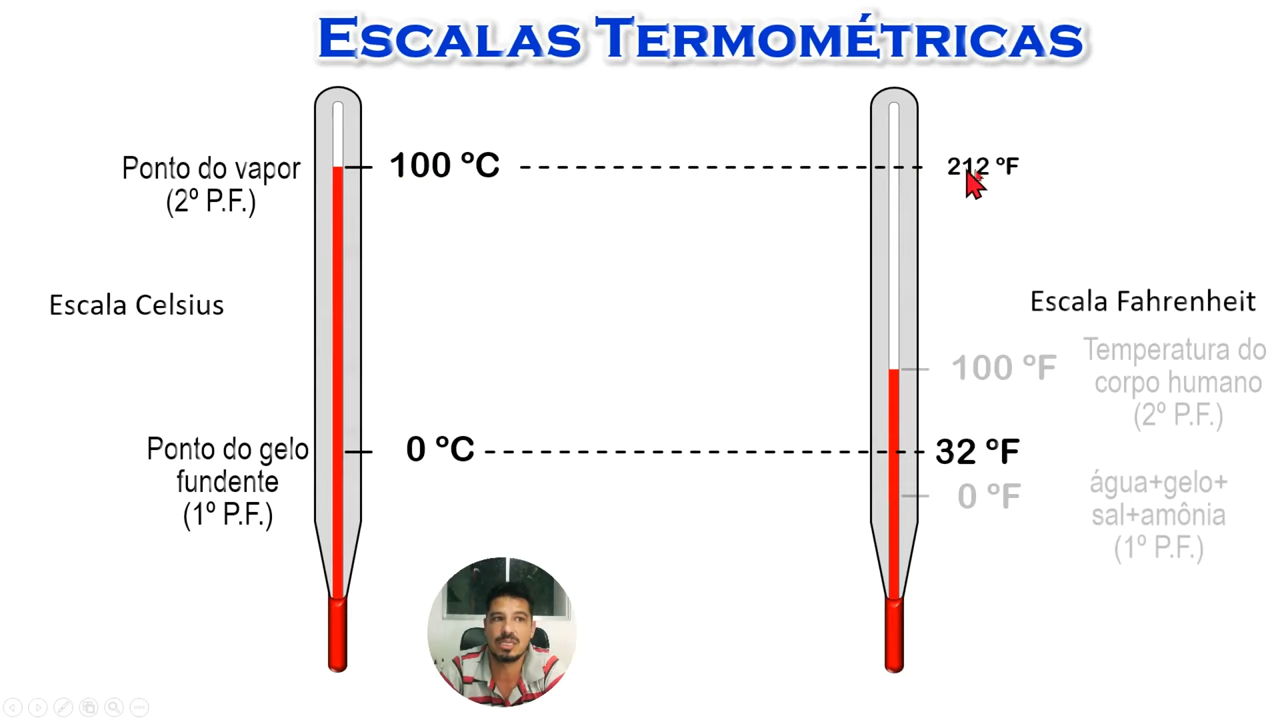 ESCALAS TERMOMÉTRICAS
Ponto do vapor
(2º P.F.)
100 ºC
212 ºF
Escala Celsius
Escala Fahrenheit
100 ºF
Temperatura do
corpo humano
(2º P.F.)
Ponto do gelo
fundente
(1º P.F.)
0 ºC
32 ºF
0 ºF
água+gelo+
sal+amônia
(1º P.F.)